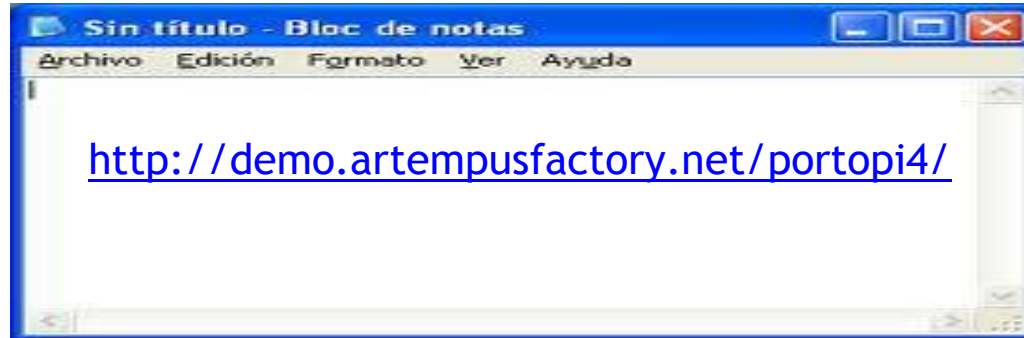 Sin título - Bloc de notas
Archivo Edición Formato Ver Ayuda
http://demo.artempusfactory.net/portopi4/